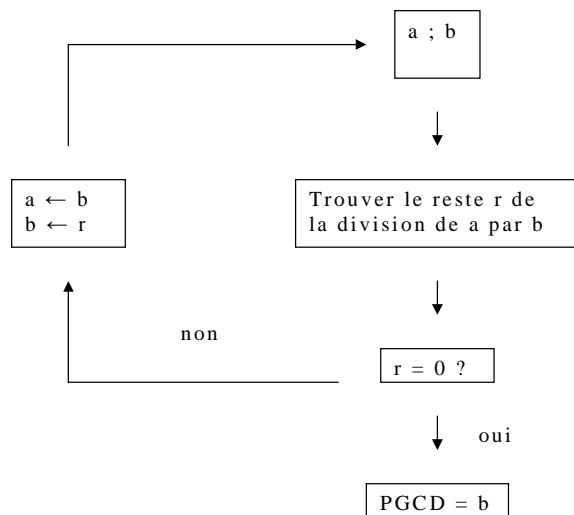 a ; b
a ← b
b ← r
Trouver le reste r de
la division de a par b
non
r = 0 ?
oui
PGCD = b